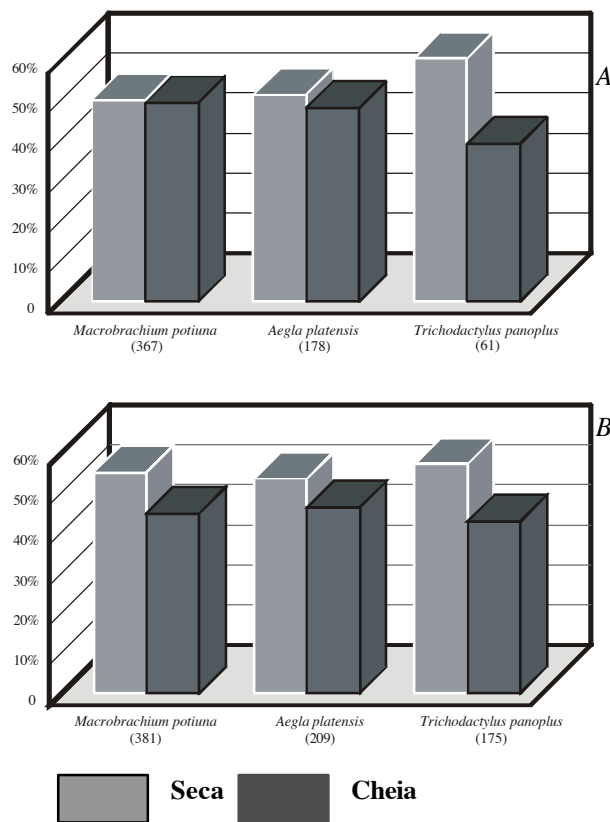 A
60%
50%
40%
30%
20%
10%
0
Macrobrachium potiuna Aegla platensis Trichodactylus panoplus
(367) (178) (61)
B
60%
50%
40%
30%
20%
10%
0
Macrobrachium potiuna Aegla platensis Trichodactylus panoplus
(381) (209) (175)
Seca Cheia